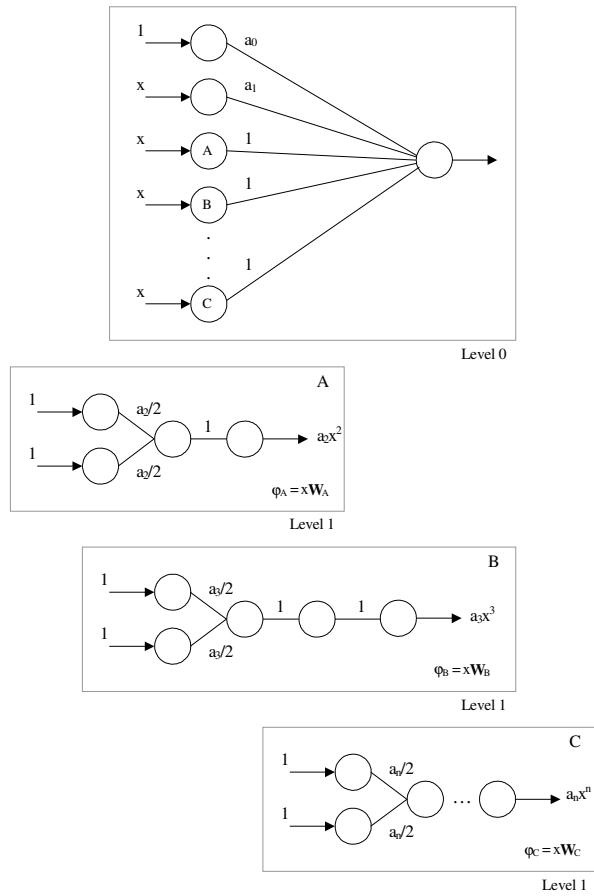 1
a₀
x
a₁
x
A
1
x
B
1
.
.
.
.
1
x
C
Level 0
A
1
a₂/2
1
a₂x²
1
a₂/2
φA = xWA
Level 1
B
1
a₃/2
1
1
a₃x³
1
a₃/2
φB = xWB
Level 1
C
1
aₙ/2
...
aₙxⁿ
1
aₙ/2
φC = xWC
Level 1